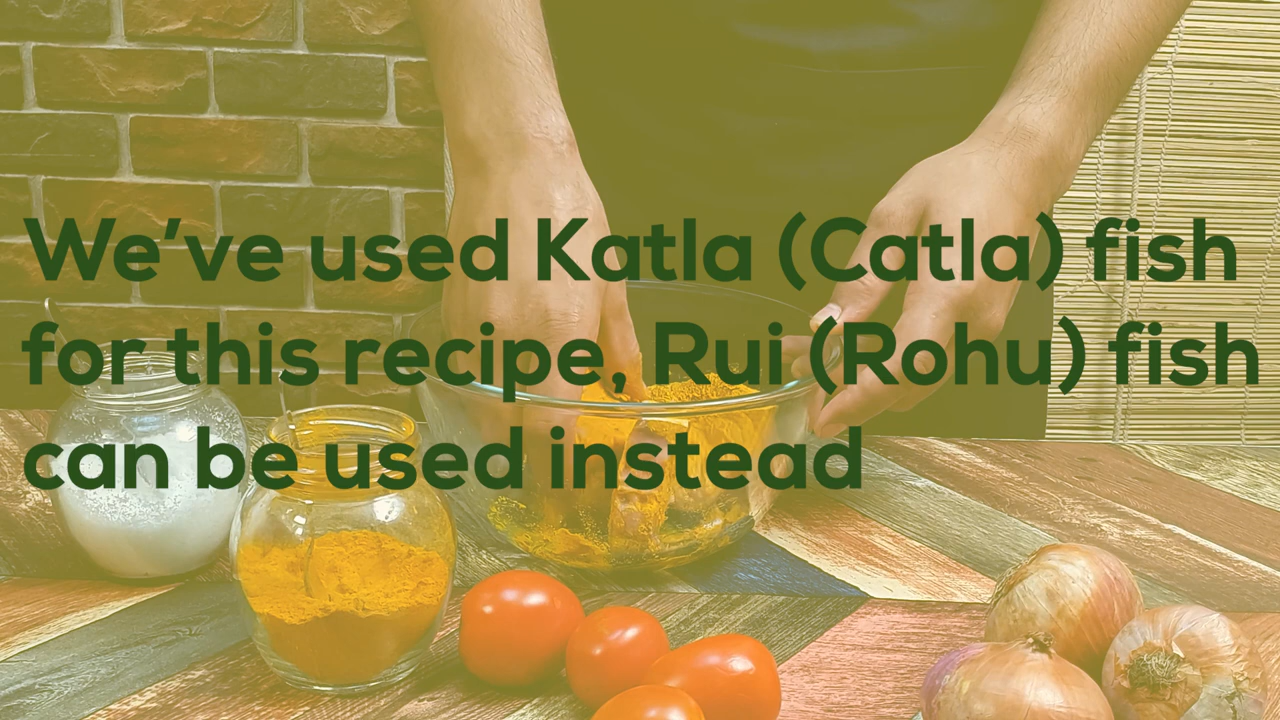 We’ve used Katla (Catla) fish
for this recipe, Rui (Rohu) fish
can be used instead